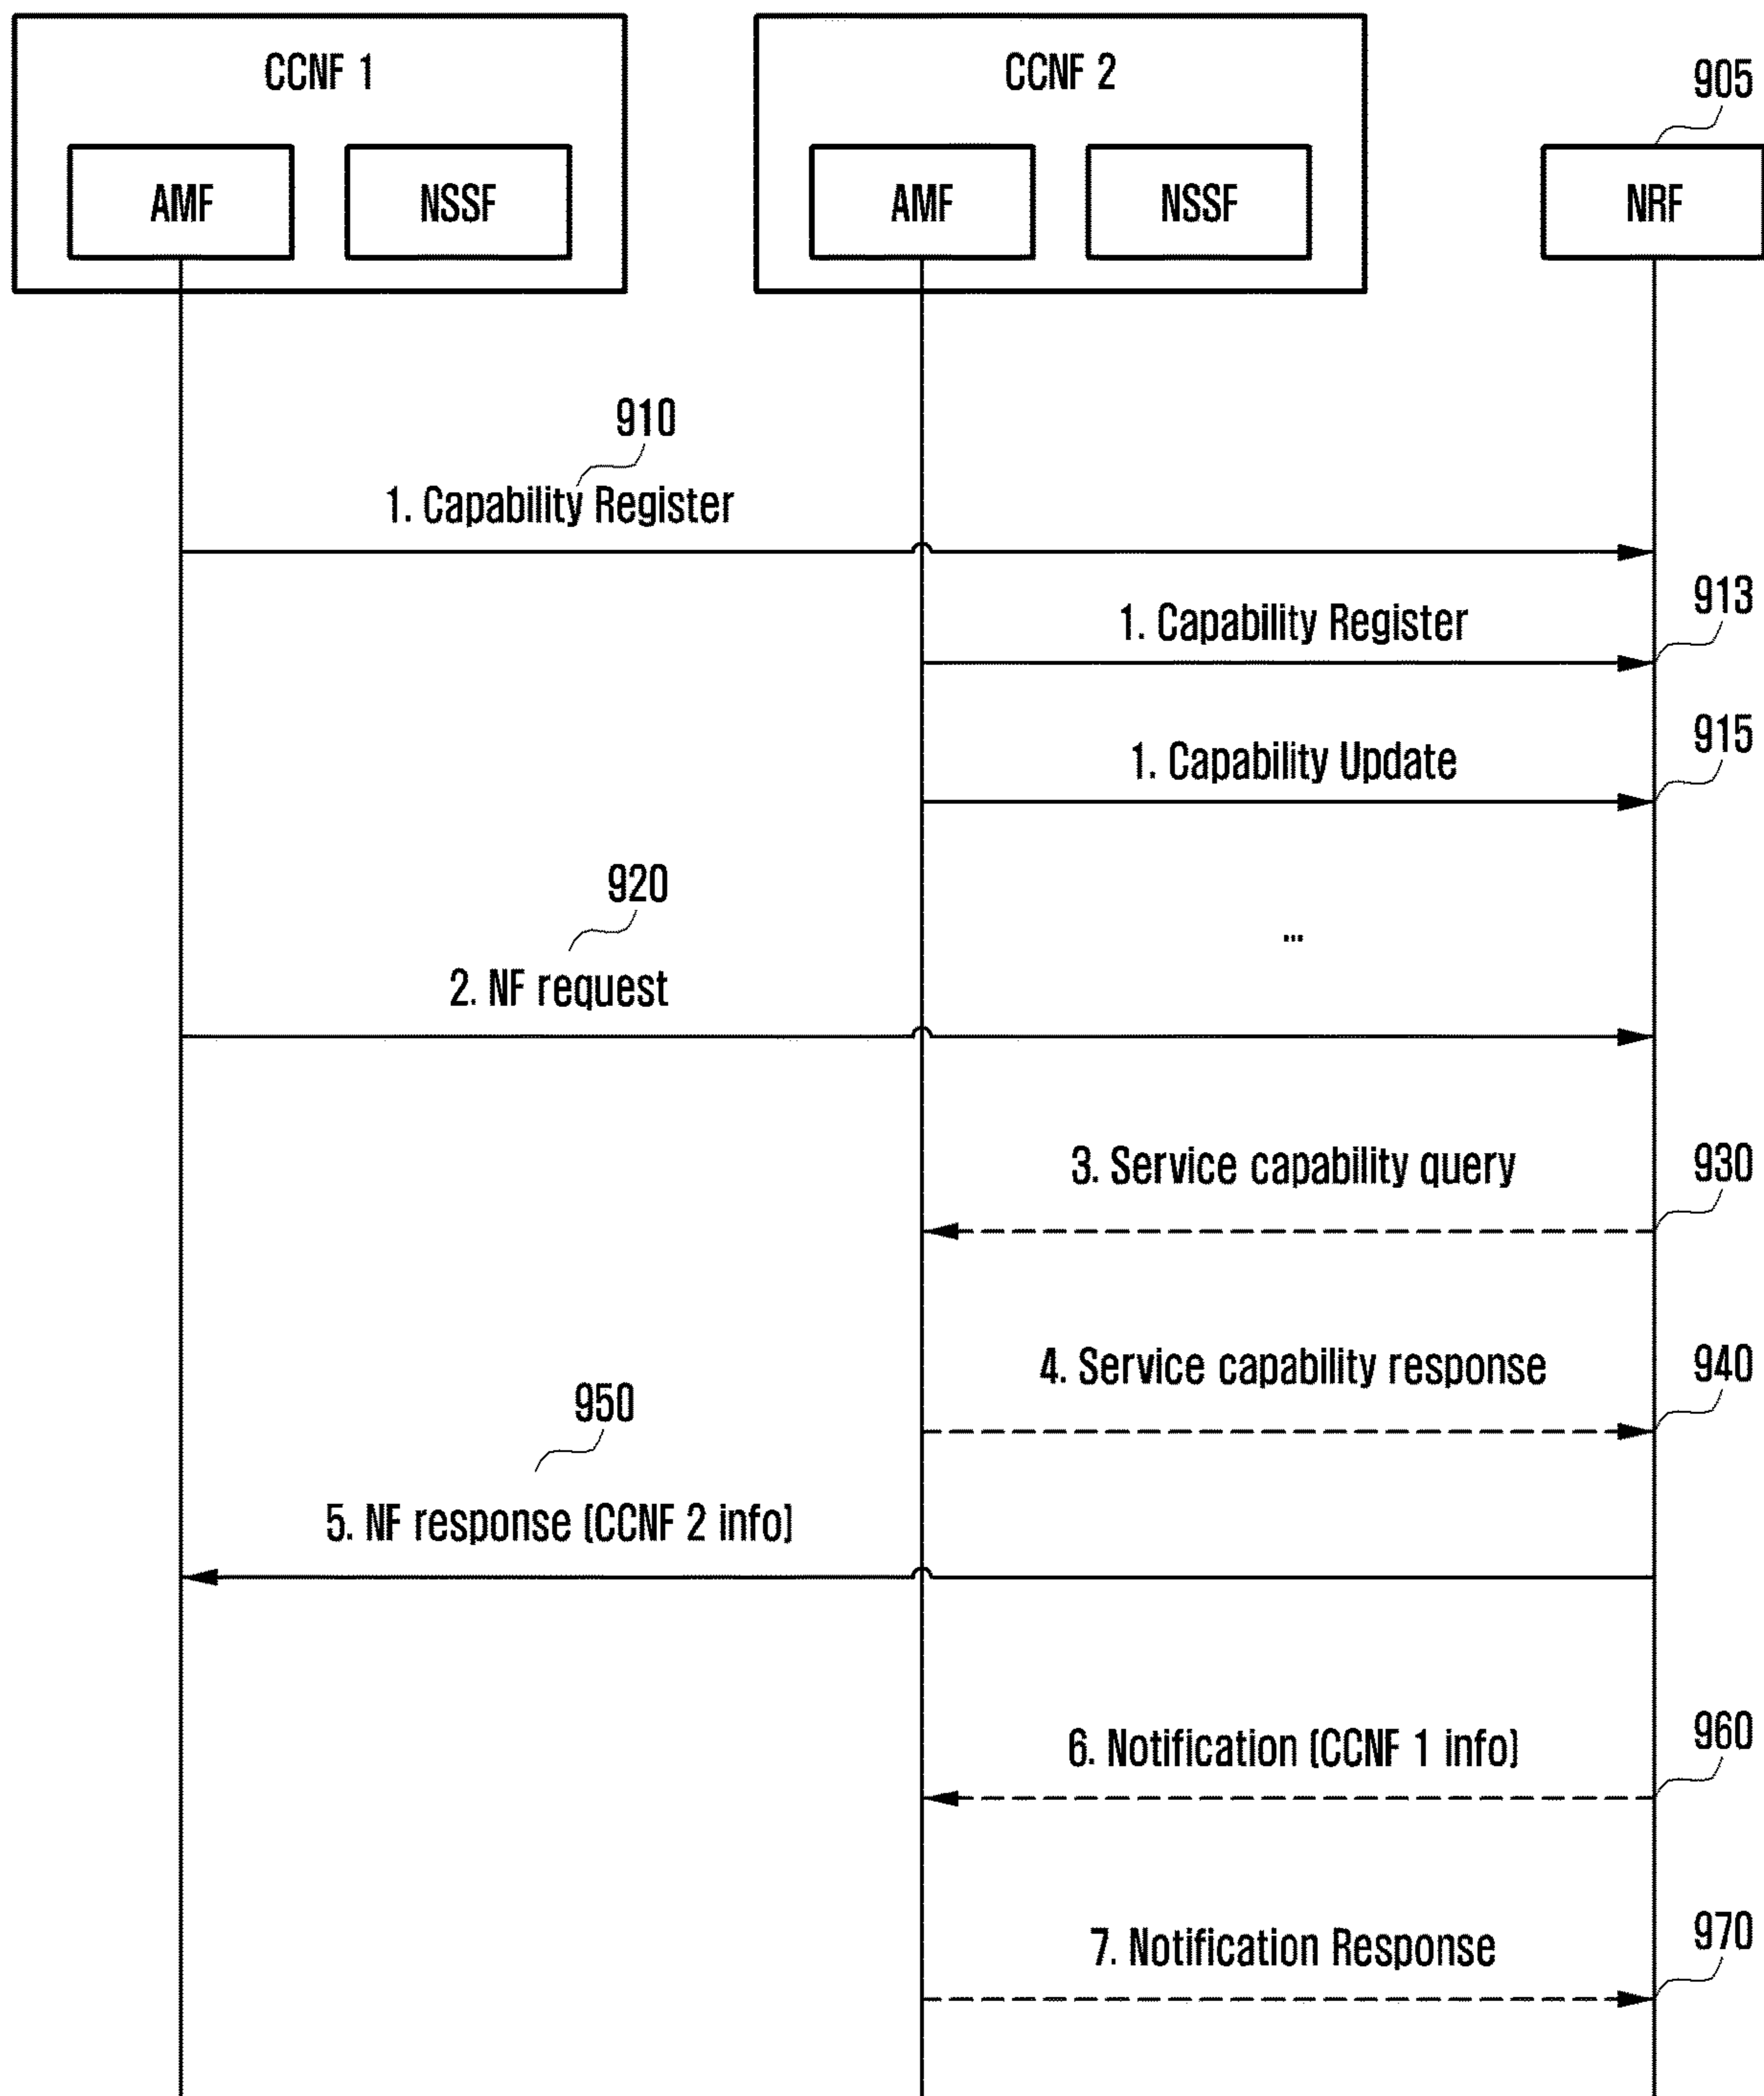 CCNF 1
CCNF 2
905
AMF
NSSF
AMF
NSSF
NRF
910
1. Capability Register
913
1. Capability Register
915
1. Capability Update
920
...
2. NF request
930
3. Service capability query
940
4. Service capability response
950
5. NF response (CCNF 2 info)
960
6. Notification (CCNF 1 info)
970
7. Notification Response